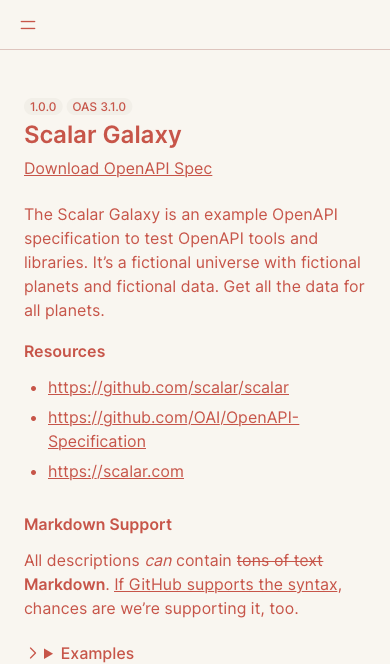 1.0.0 OAS 3.1.0
Scalar Galaxy
Download OpenAPI Spec
The Scalar Galaxy is an example OpenAPI
specification to test OpenAPI tools and
libraries. It’s a fictional universe with fictional
planets and fictional data. Get all the data for
all planets.
Resources
• https://github.com/scalar/scalar
• https://github.com/OAI/OpenAPI-
Specification
• https://scalar.com
Markdown Support
All descriptions can contain tons of text
Markdown. If GitHub supports the syntax,
chances are we’re supporting it, too.
Examples